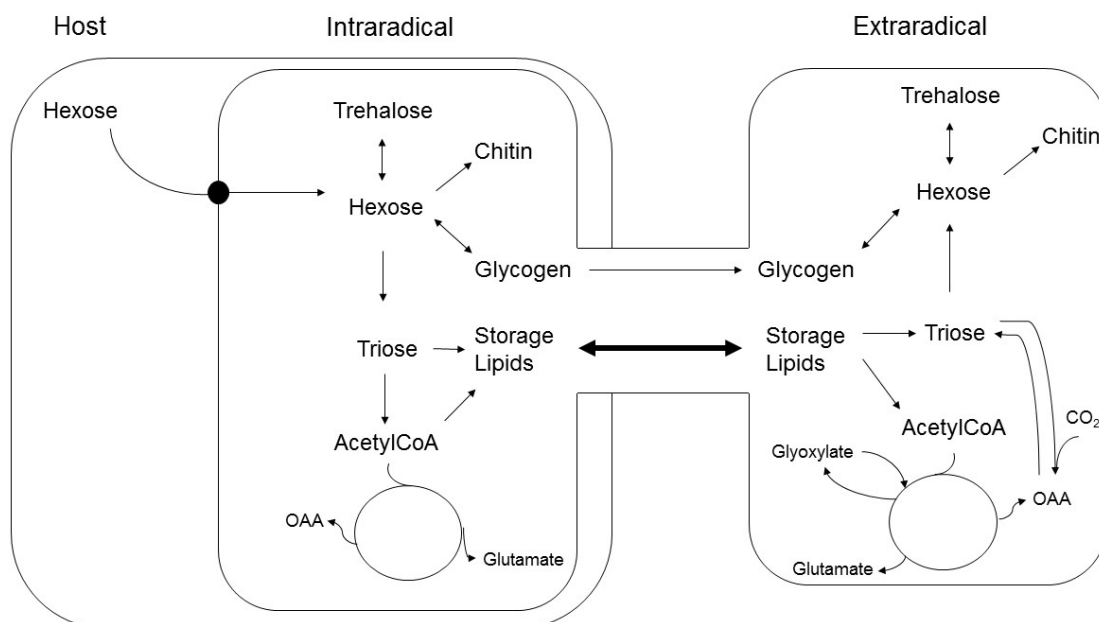 Host
Intraradical
Extraradical
Hexose
Trehalose
Chitin
Hexose
Glycogen
Triose
Storage
Lipids
AcetylCoA
OAA
Glutamate
Trehalose
Chitin
Hexose
Glycogen
Storage
Lipids
Triose
AcetylCoA
CO₂
Glyoxylate
OAA
Glutamate